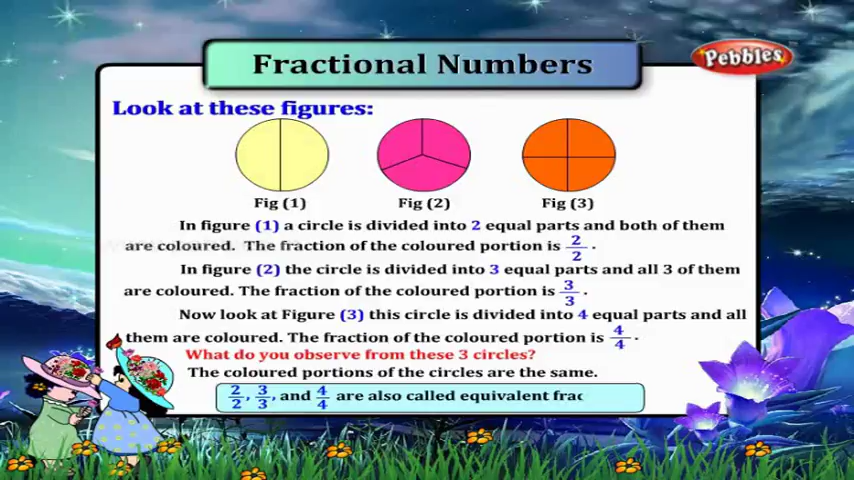 Fractional Numbers
Pebbles
Look at these figures:
Fig (1) Fig (2) Fig (3)
In figure (1) a circle is divided into 2 equal parts and both of them
are coloured. The fraction of the coloured portion is 2/2 .
In figure (2) the circle is divided into 3 equal parts and all 3 of them
are coloured. The fraction of the coloured portion is 3/3 .
Now look at Figure (3) this circle is divided into 4 equal parts and all
them are coloured. The fraction of the coloured portion is 4/4 .
What do you observe from these 3 circles?
The coloured portions of the circles are the same.
2/2, 3/3, and 4/4 are also called equivalent frac